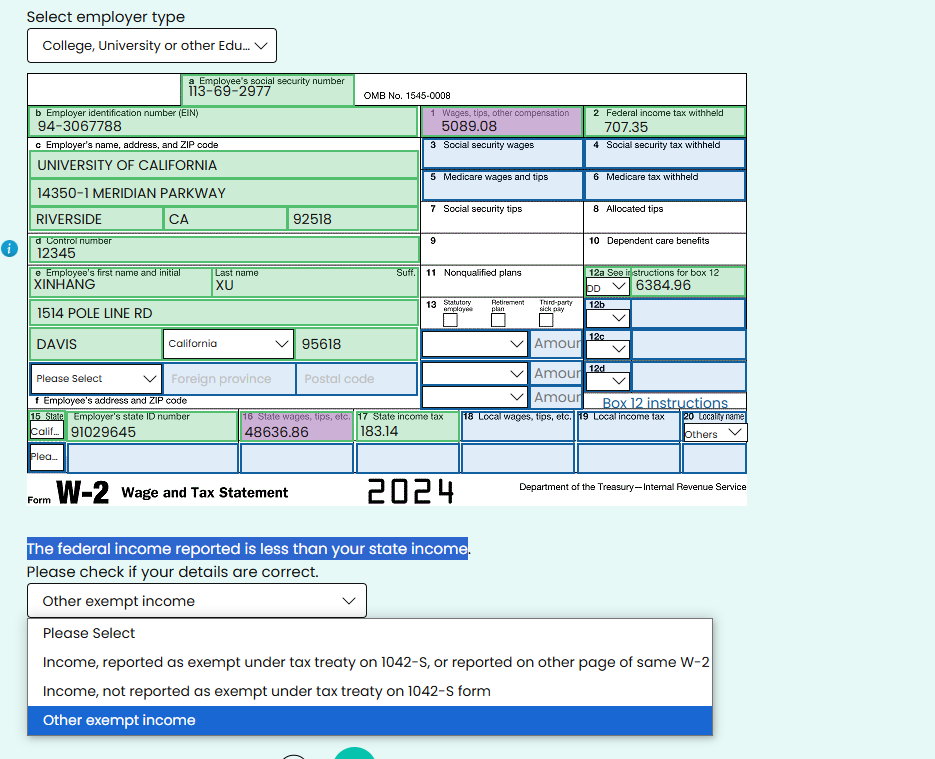 Select employer type
College, University or other Edu...
a Employee's social security number
113-69-2977
OMB No. 1545-0008
b Employer identification number (EIN)
94-3067788
1 Wages, tips, other compensation
5089.08
2 Federal income tax withheld
707.35
c Employer's name, address, and ZIP code
UNIVERSITY OF CALIFORNIA
14350-1 MERIDIAN PARKWAY
RIVERSIDE CA 92518
3 Social security wages
4 Social security tax withheld
5 Medicare wages and tips
6 Medicare tax withheld
7 Social security tips
8 Allocated tips
d Control number
12345
9
10 Dependent care benefits
e Employee's first name and initial Last name Suff.
XINHANG XU
11 Nonqualified plans
12a See instructions for box 12
DD 6384.96
1514 POLE LINE RD
13 Statutory employee Retirement plan Third-party sick pay
12b
DAVIS California 95618
Amour
12c
Please Select Foreign province Postal code
Amour
12d
Amour
f Employee's address and ZIP code
Box 12 instructions
15 State Employer's state ID number 16 State wages, tips, etc. 17 State income tax 18 Local wages, tips, etc. 19 Local income tax 20 Locality name
Calif... 91029645 48636.86 183.14 Others
Plea...
Form W-2 Wage and Tax Statement 2024 Department of the Treasury—Internal Revenue Service
The federal income reported is less than your state income.
Please check if your details are correct.
Other exempt income
Please Select
Income, reported as exempt under tax treaty on 1042-S, or reported on other page of same W-2
Income, not reported as exempt under tax treaty on 1042-S form
Other exempt income